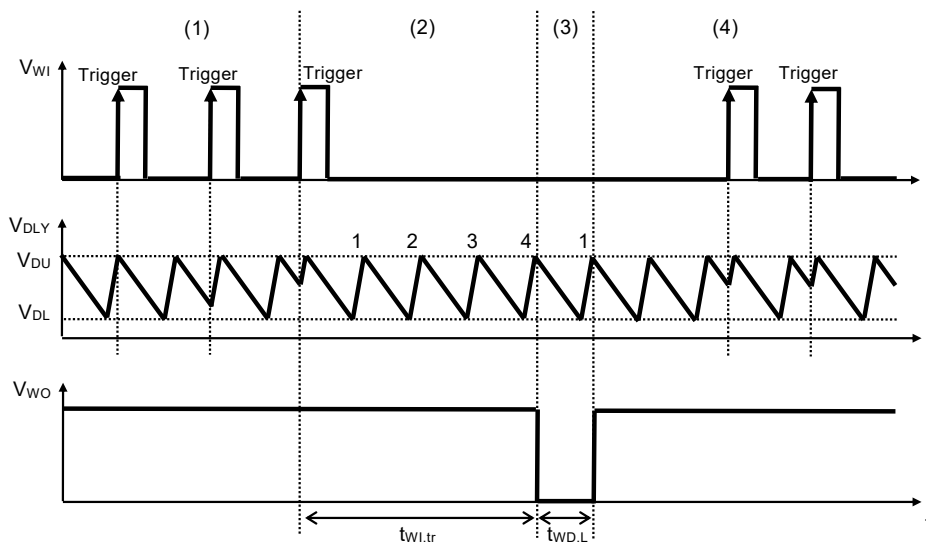 (1) (2) (3) (4)
VWI
Trigger Trigger Trigger Trigger Trigger
VDLY
1 2 3 4 1
VDU
VDL
VWO
tWI,tr tWD,L